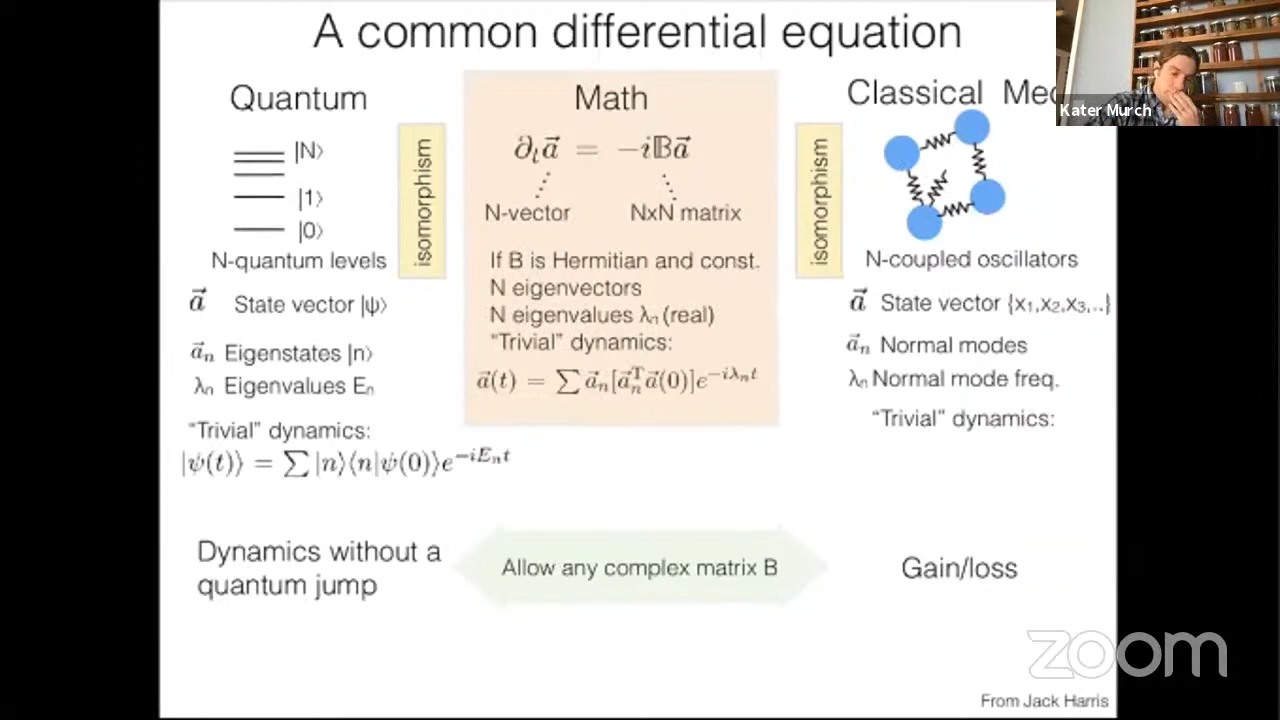 A common differential equation
Kater Murch
Quantum
|N⟩
|1⟩
|0⟩
N-quantum levels
a⃗ State vector |ψ⟩
a⃗ₙ Eigenstates |n⟩
λₙ Eigenvalues Eₙ
“Trivial” dynamics:
|ψ(t)⟩ = ∑|n⟩⟨n|ψ(0)⟩e^{-iEₙt}
Dynamics without a
quantum jump
isomorphism
Math
∂ₜa⃗ = −i𝔹a⃗
N-vector NxN matrix
If B is Hermitian and const.
N eigenvectors
N eigenvalues λₙ (real)
“Trivial” dynamics:
a⃗(t) = ∑ a⃗ₙ[a⃗ₙᵀa⃗(0)]e^{-iλₙt}
Allow any complex matrix B
isomorphism
Classical Mec
N-coupled oscillators
a⃗ State vector {x₁,x₂,x₃,..}
a⃗ₙ Normal modes
λₙ Normal mode freq.
“Trivial” dynamics:
Gain/loss
zoom
From Jack Harris